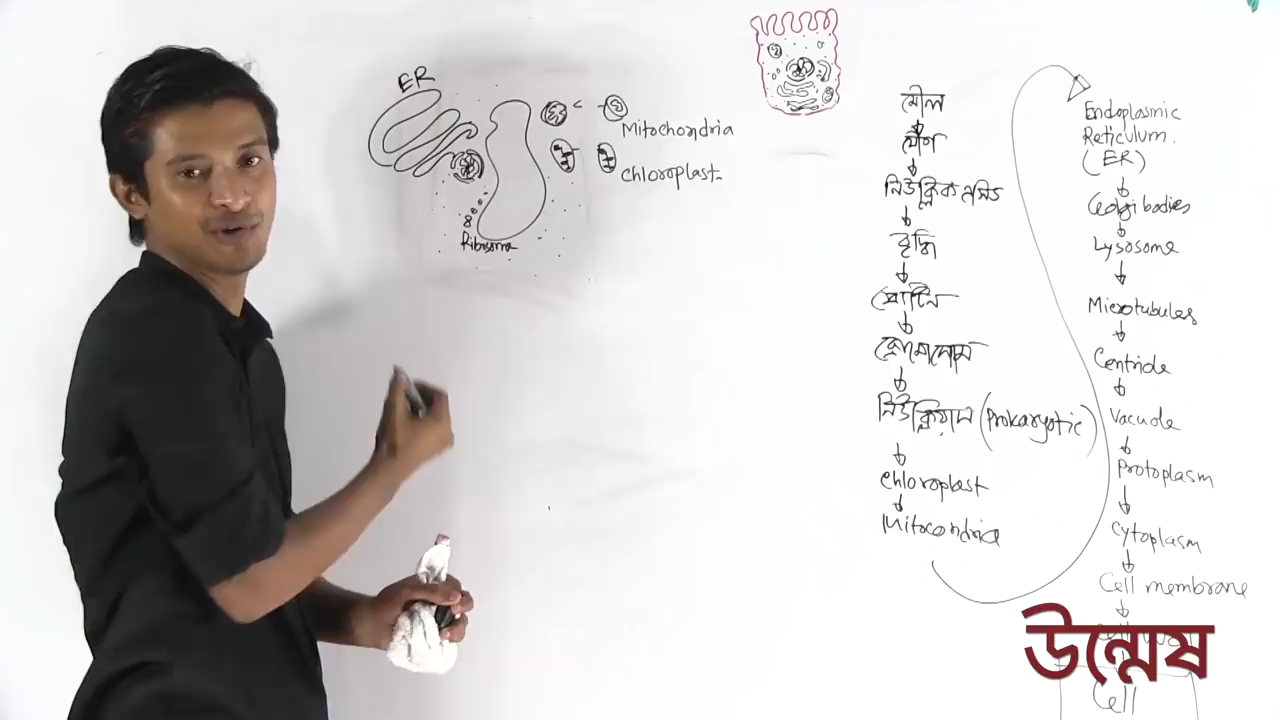 ER
Mitochondria
chloroplast
Ribosome
মৌল
যৌগ
নিউক্লিক এসিড
বৃদ্ধি
প্রোটিন
ক্রোমোসোম
নিউক্লিয়াস (Prokaryotic)
chloroplast
Mitocondria
Endoplasmic
Reticulum.
(ER)
Golgi bodies
Lysosome
Microtubules
Centriole
Vacuole
Protoplasm
Cytoplasm
Cell membrane
উন্মেষ
Cell